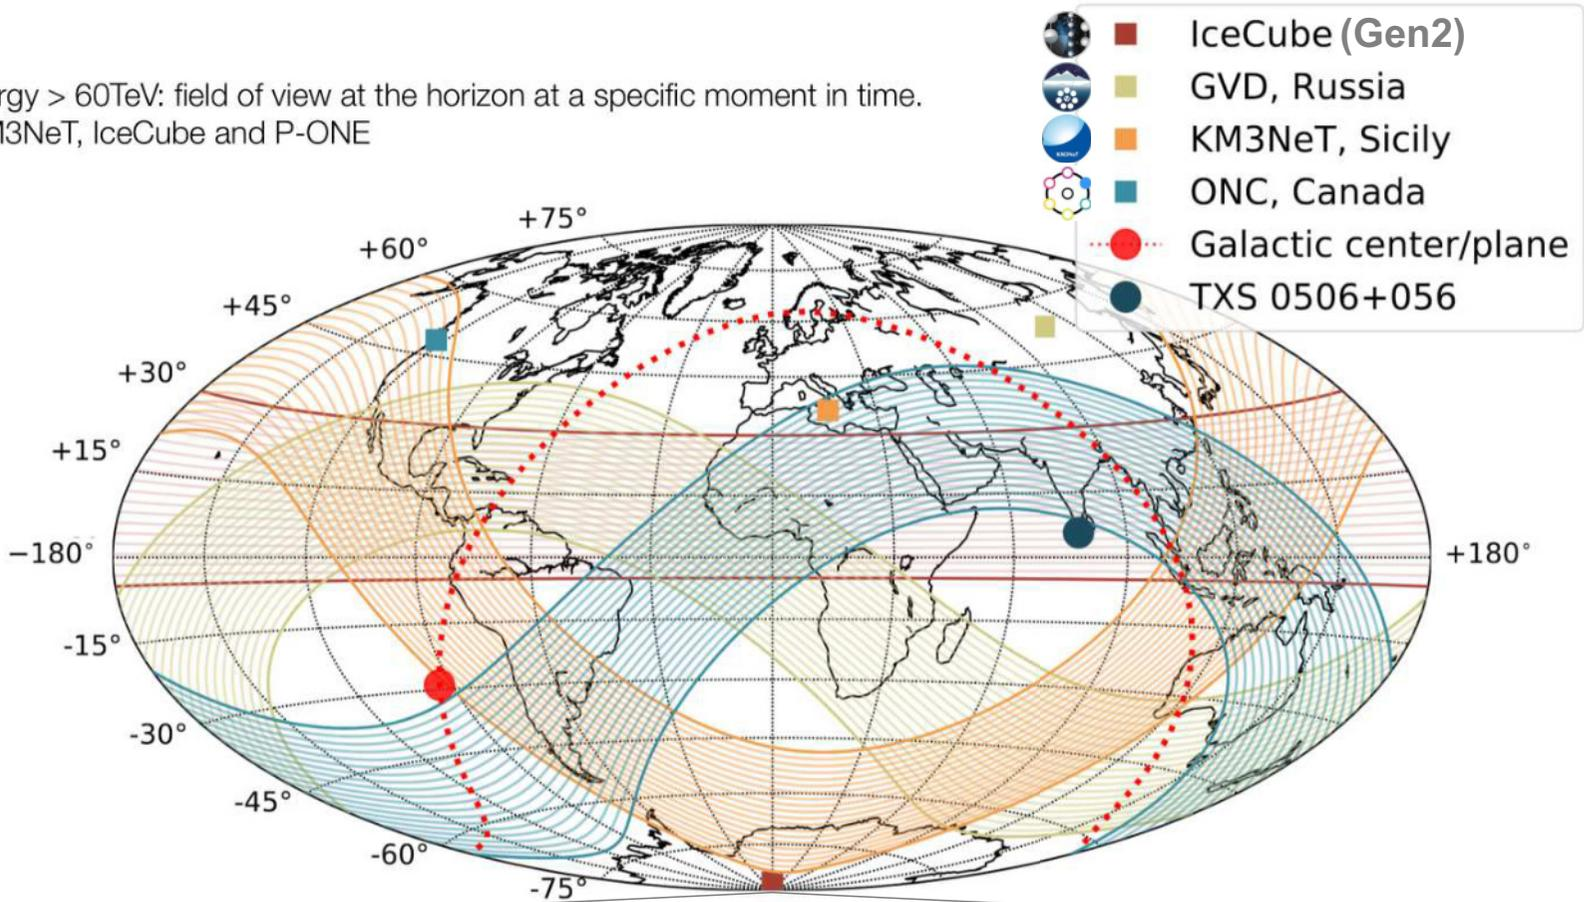 IceCube (Gen2)
GVD, Russia
KM3NeT, Sicily
ONC, Canada
Galactic center/plane
TXS 0506+056
rgy > 60TeV: field of view at the horizon at a specific moment in time.
M3NeT, IceCube and P-ONE
+75°
+60°
+45°
+30°
+15°
−180°
+180°
-15°
-30°
-45°
-60°
-75°